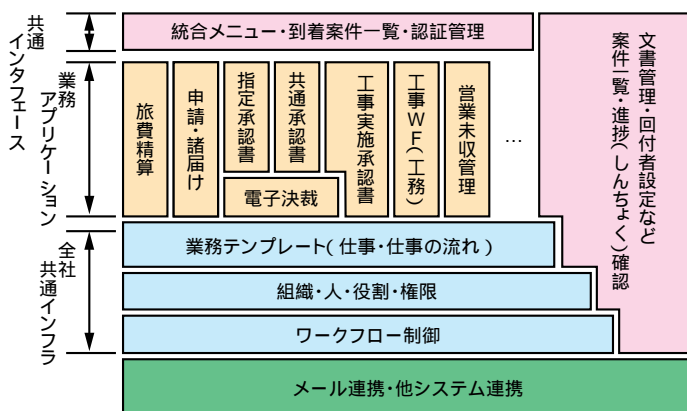 共通
インタフェース
統合メニュー・到着案件一覧・認証管理
文書管理・回付者設定など
案件一覧・進捗(しんちょく)確認
業務
アプリケーション
旅費精算
申請・諸届け
指定承認書
共通承認書
工事実施承認書
工事WF(工務)
営業未収管理
…
電子決裁
全社
共通インフラ
業務テンプレート(仕事・仕事の流れ)
組織・人・役割・権限
ワークフロー制御
メール連携・他システム連携